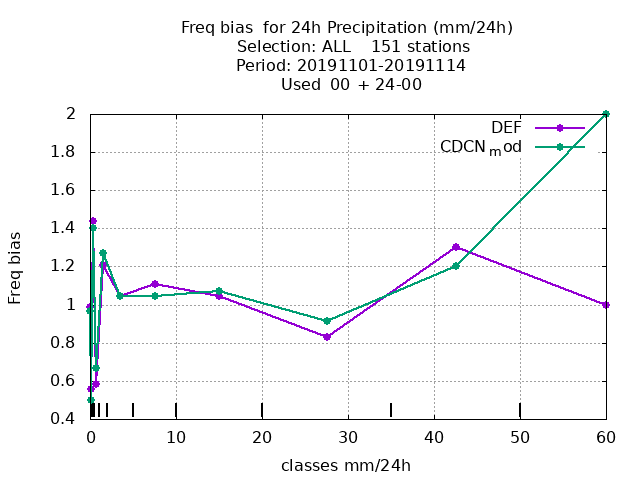 Freq bias  for 24h Precipitation (mm/24h)
Selection: ALL    151 stations
Period: 20191101-20191114
Used  00 + 24-00
DEF
CDCN_mod
Freq bias
2
1.8
1.6
1.4
1.2
1
0.8
0.6
0.4
0 10 20 30 40 50 60
classes mm/24h